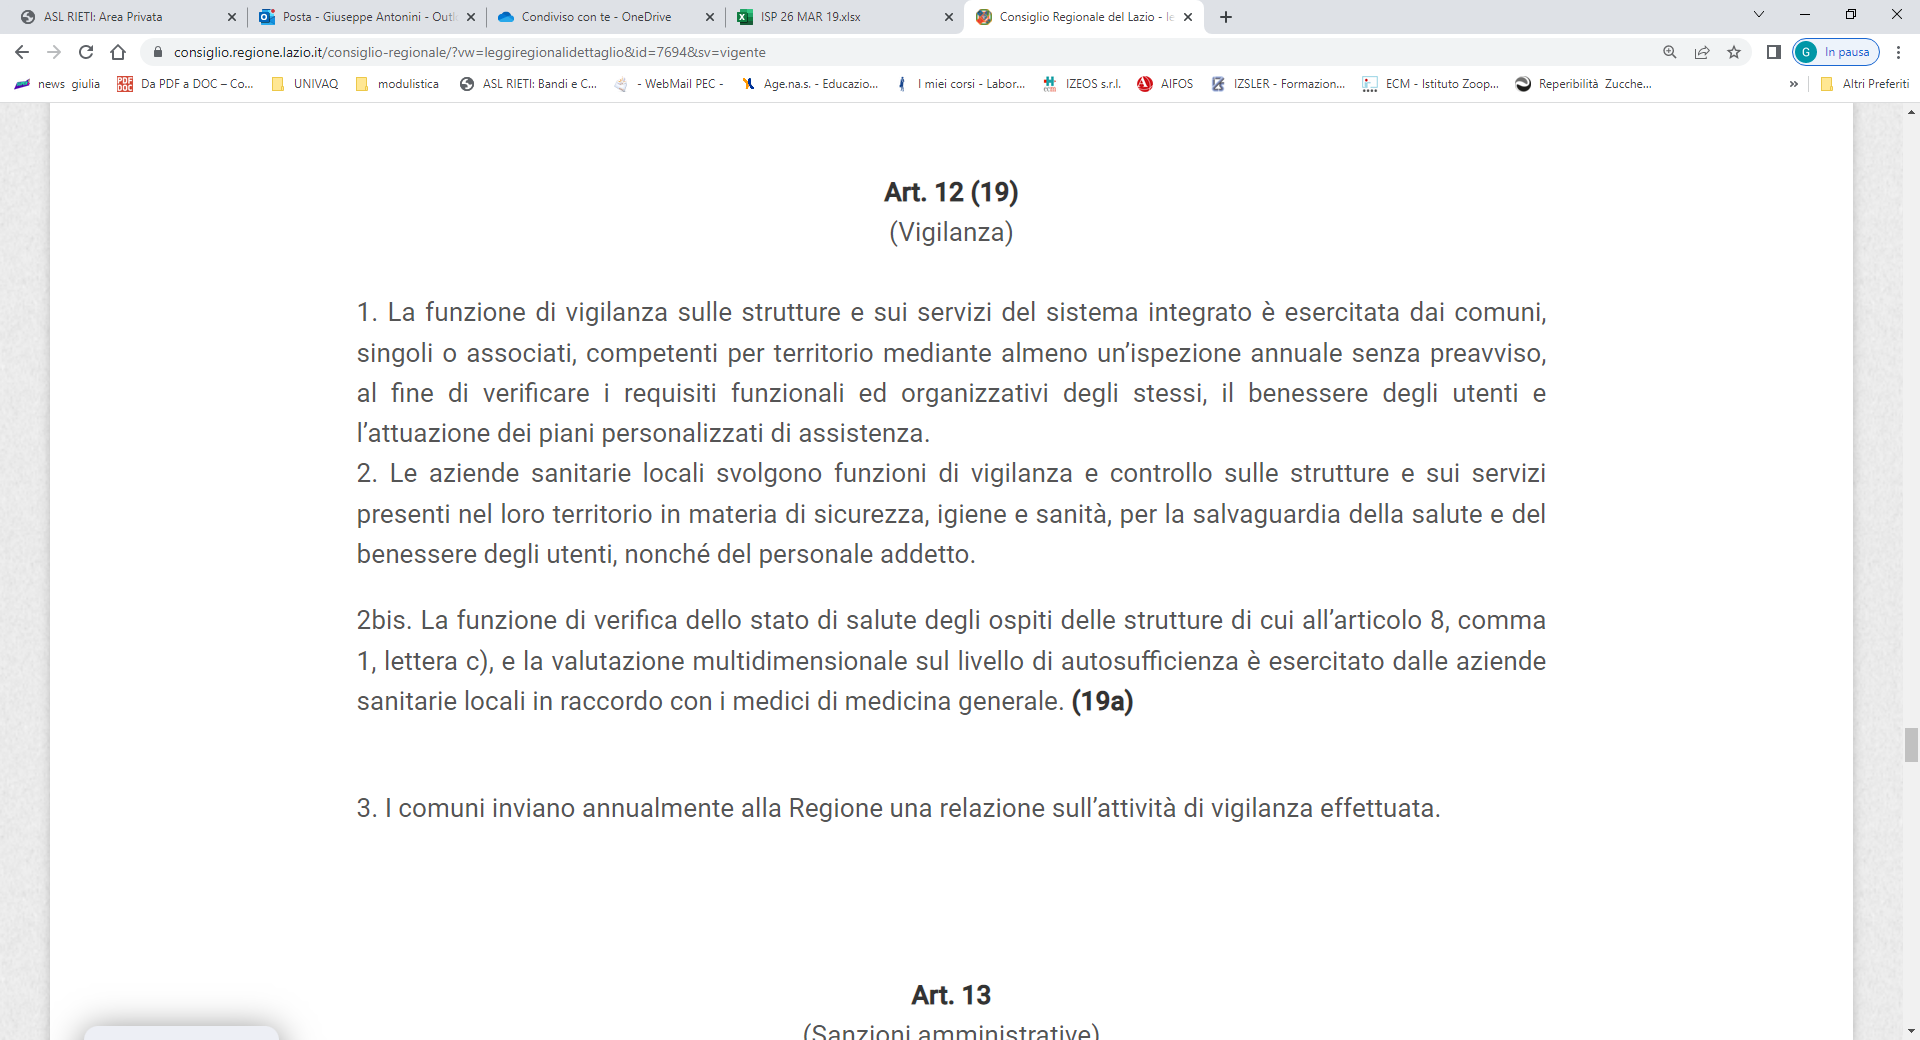 ASL RIETI: Area Privata
Posta - Giuseppe Antonini - Outl
Condiviso con te - OneDrive
ISP 26 MAR 19.xlsx
Consiglio Regionale del Lazio - le
consiglio.regione.lazio.it/consiglio-regionale/?vw=leggiregionalidettaglio&id=7694&sv=vigente
G In pausa
news giulia
Da PDF a DOC – Co...
UNIVAQ
modulistica
ASL RIETI: Bandi e C...
- WebMail PEC -
Age.na.s. - Educazio...
I miei corsi - Labor...
IZEOS s.r.l.
AIFOS
IZSLER - Formazion...
ECM - Istituto Zoop...
Reperibilità Zucche...
»
Altri Preferiti
Art. 12 (19)
(Vigilanza)
1. La funzione di vigilanza sulle strutture e sui servizi del sistema integrato è esercitata dai comuni,
singoli o associati, competenti per territorio mediante almeno un’ispezione annuale senza preavviso,
al fine di verificare i requisiti funzionali ed organizzativi degli stessi, il benessere degli utenti e
l’attuazione dei piani personalizzati di assistenza.
2. Le aziende sanitarie locali svolgono funzioni di vigilanza e controllo sulle strutture e sui servizi
presenti nel loro territorio in materia di sicurezza, igiene e sanità, per la salvaguardia della salute e del
benessere degli utenti, nonché del personale addetto.
2bis. La funzione di verifica dello stato di salute degli ospiti delle strutture di cui all’articolo 8, comma
1, lettera c), e la valutazione multidimensionale sul livello di autosufficienza è esercitato dalle aziende
sanitarie locali in raccordo con i medici di medicina generale. (19a)
3. I comuni inviano annualmente alla Regione una relazione sull’attività di vigilanza effettuata.
Art. 13
(Sanzioni amministrative)